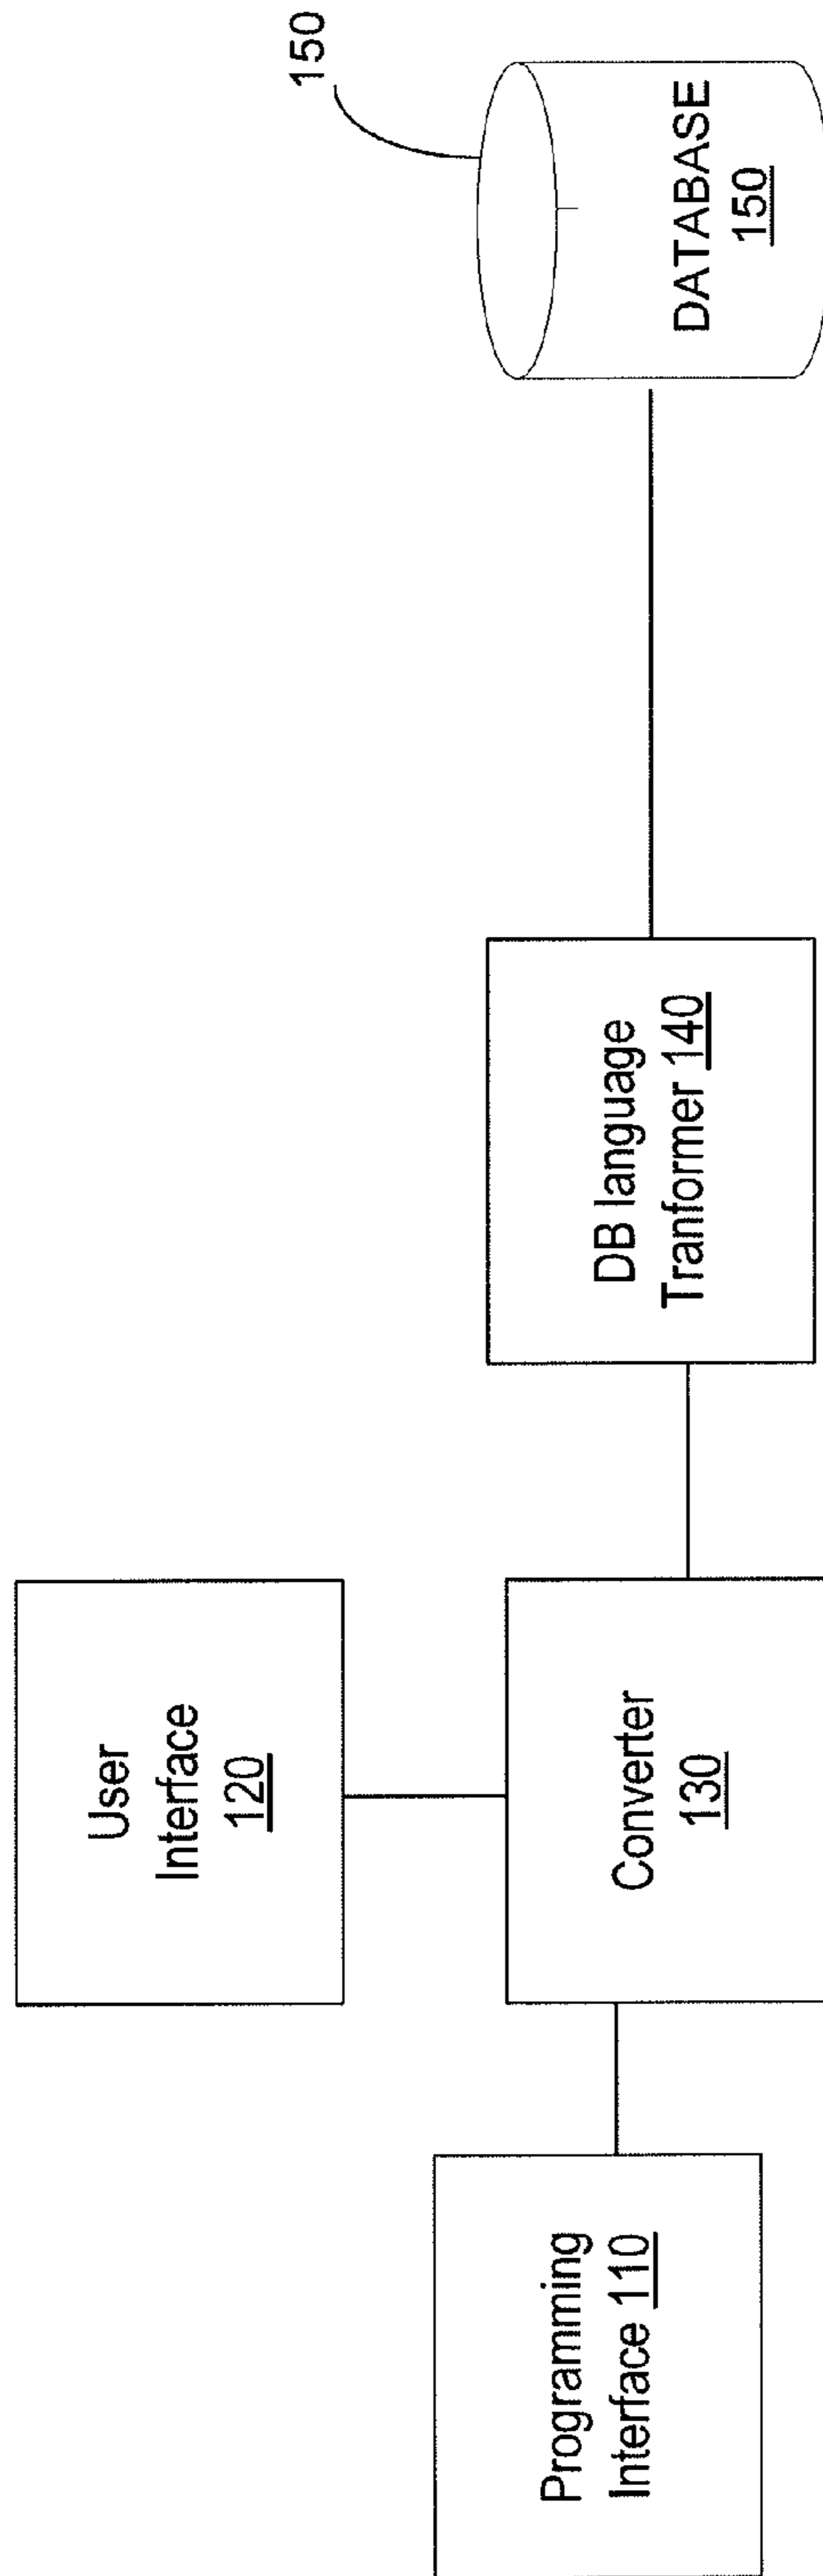 User
Interface
120
Programming
Interface 110
Converter
130
DB language
Tranformer 140
150
DATABASE
150